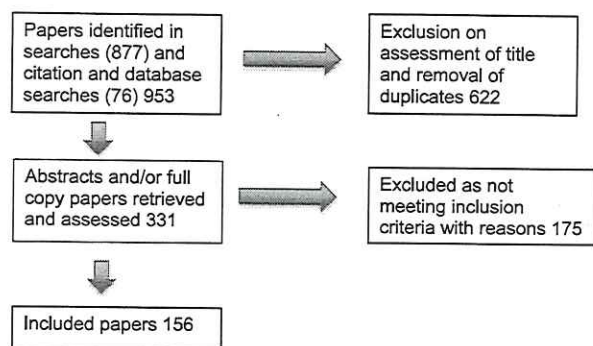 Papers identified in
searches (877) and
citation and database
searches (76) 953
Exclusion on
assessment of title
and removal of
duplicates 622
Abstracts and/or full
copy papers retrieved
and assessed 331
Excluded as not
meeting inclusion
criteria with reasons 175
Included papers 156